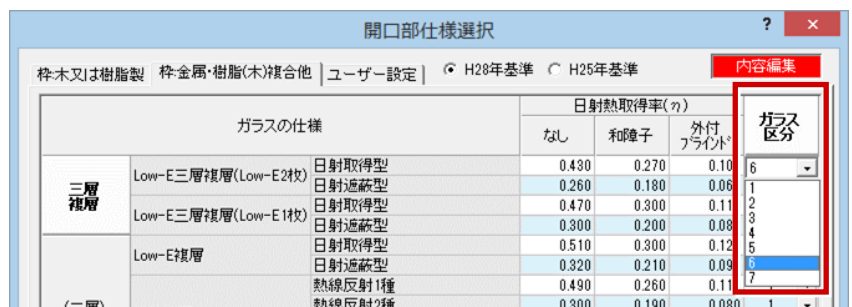 開口部仕様選択 ? ×
枠:木又は樹脂製 枠:金属・樹脂(木)複合他 ユーザー設定 H28年基準 H25年基準 内容編集
ガラスの仕様 日射熱取得率(η) ガラス区分
なし 和障子 外付ブラインド
三層複層 Low-E三層複層(Low-E2枚) 日射取得型 0.430 0.270 0.10 6
日射遮蔽型 0.260 0.180 0.06 1
Low-E三層複層(Low-E1枚) 日射取得型 0.470 0.300 0.11 2
日射遮蔽型 0.300 0.200 0.08 3
4
Low-E複層 日射取得型 0.510 0.300 0.12 5
日射遮蔽型 0.320 0.210 0.09 6
熱線反射1種 0.490 0.260 0.11 7
(二層) 熱線反射2種 0.300 0.190 0.080 1